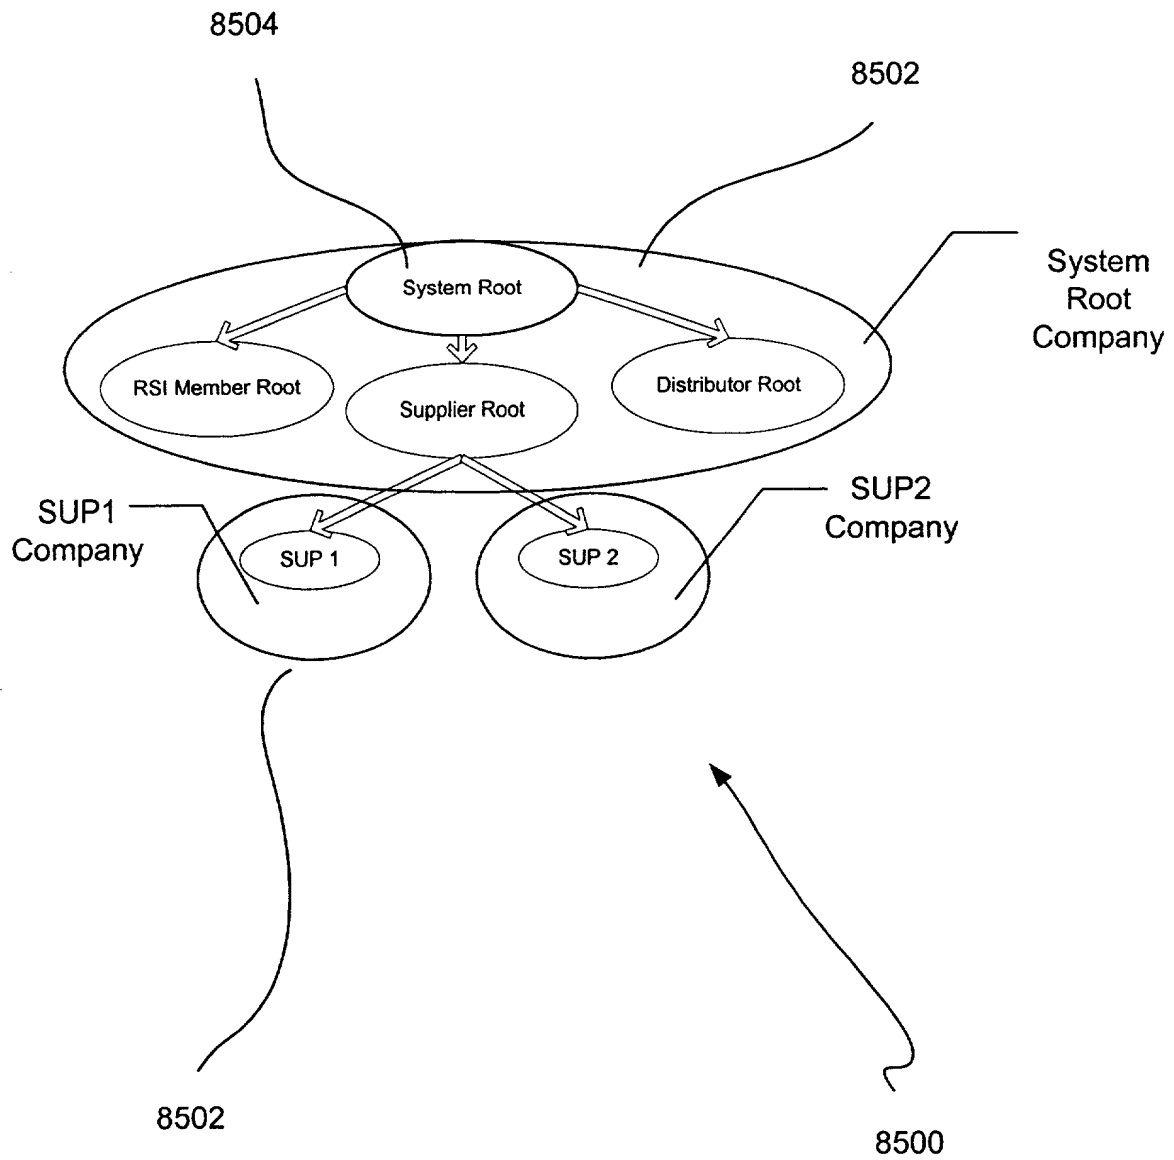 8504
8502
System
Root
Company
System Root
RSI Member Root
Supplier Root
Distributor Root
SUP1
Company
SUP2
Company
SUP 1
SUP 2
8502
8500